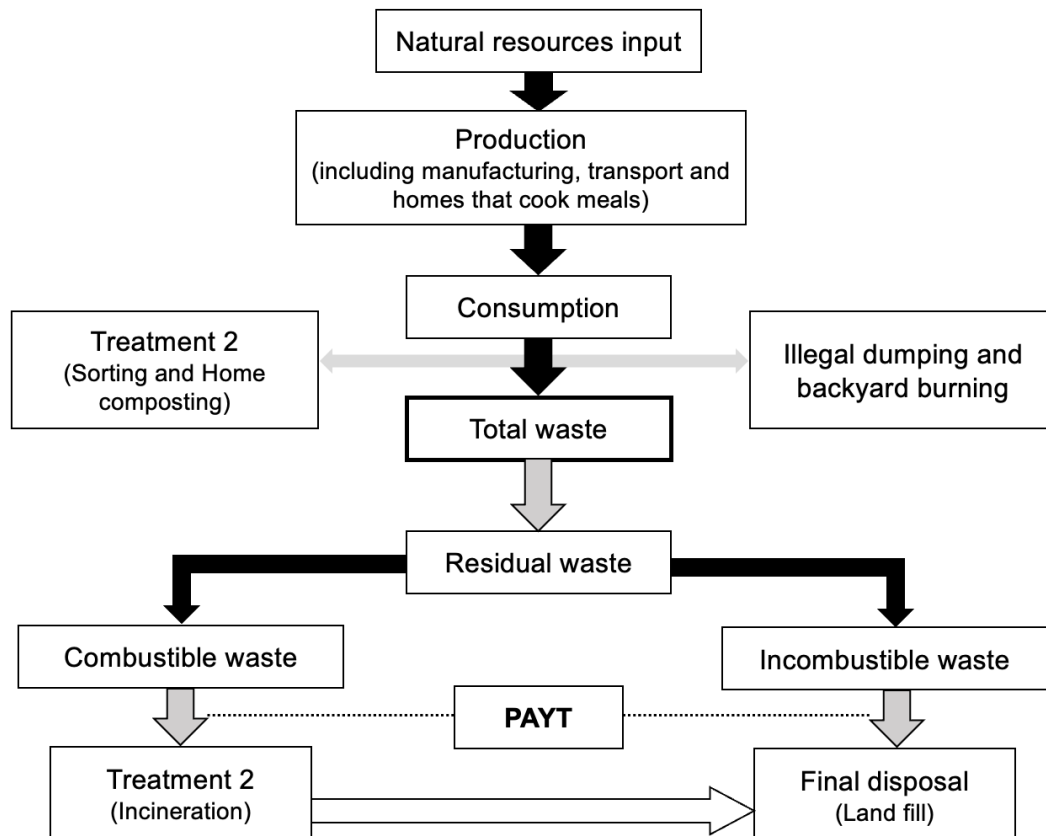 Natural resources input
Production
(including manufacturing, transport and
homes that cook meals)
Consumption
Treatment 2
(Sorting and Home
composting)
Illegal dumping and
backyard burning
Total waste
Residual waste
Combustible waste
Incombustible waste
PAYT
Treatment 2
(Incineration)
Final disposal
(Land fill)